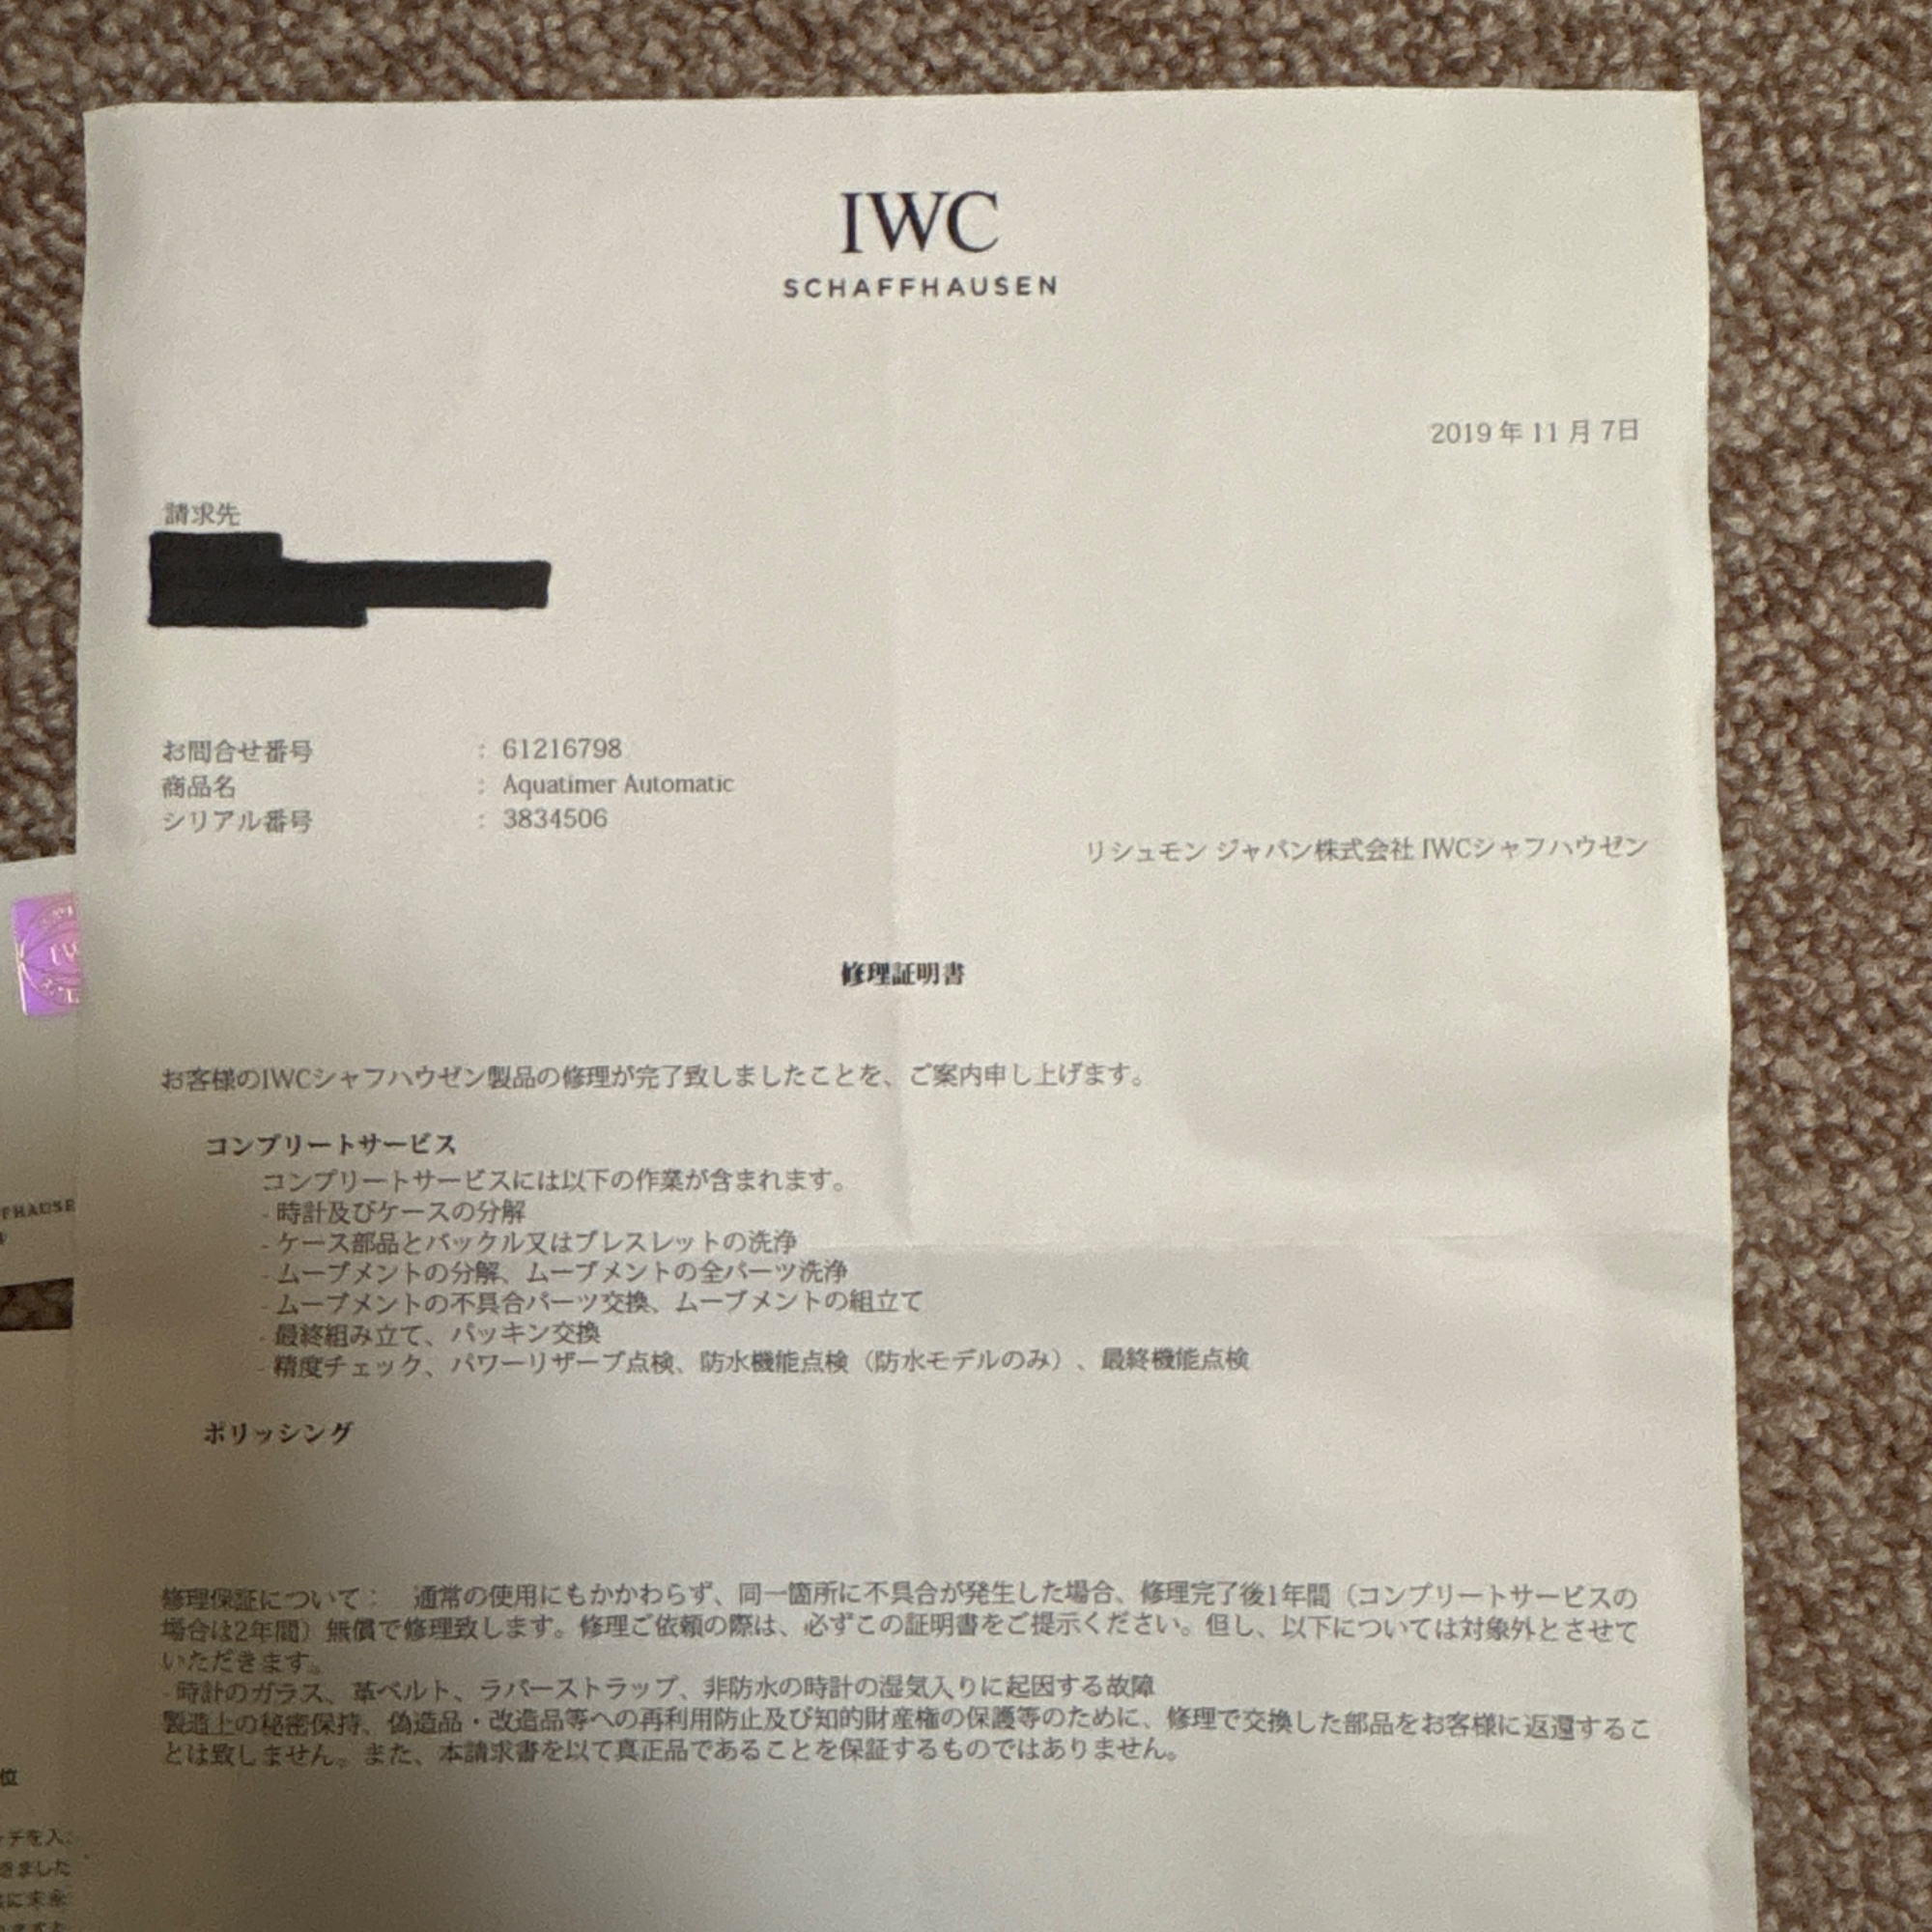 IWC
SCHAFFHAUSEN
2019年11月7日
請求先
お問合せ番号 : 61216798
商品名 : Aquatimer Automatic
シリアル番号 : 3834506
リシュモン ジャパン株式会社 IWCシャフハウゼン
修理証明書
お客様のIWCシャフハウゼン製品の修理が完了致しましたことを、ご案内申し上げます。
コンプリートサービス
コンプリートサービスには以下の作業が含まれます。
- 時計及びケースの分解
- ケース部品とバックル又はブレスレットの洗浄
- ムーブメントの分解、ムーブメントの全パーツ洗浄
- ムーブメントの不具合パーツ交換、ムーブメントの組立て
- 最終組み立て、パッキン交換
- 精度チェック、パワーリザーブ点検、防水機能点検（防水モデルのみ）、最終機能点検
ポリッシング
修理保証について： 通常の使用にもかかわらず、同一箇所に不具合が発生した場合、修理完了後1年間（コンプリートサービスの
場合は2年間）無償で修理致します。修理ご依頼の際は、必ずこの証明書をご提示ください。但し、以下については対象外とさせて
いただきます。
- 時計のガラス、革ベルト、ラバーストラップ、非防水の時計の湿気入りに起因する故障
製造上の秘密保持、偽造品・改造品等への再利用防止及び知的財産権の保護等のために、修理で交換した部品をお客様に返還するこ
とは致しません。また、本請求書を以て真正品であることを保証するものではありません。
FHAUSE
位
チを入
きました
に末永